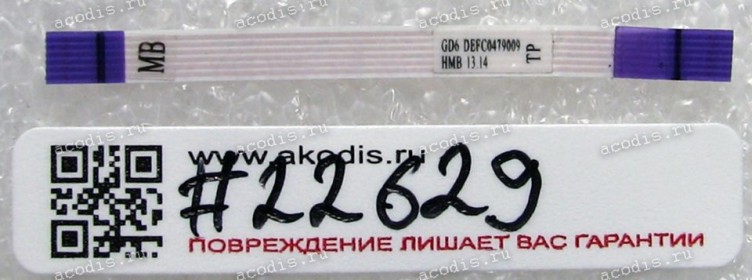 MB
GD6 DEFC0479009
HMB 13.14
TP
www.akodis.ru
#22629
ПОВРЕЖДЕНИЕ ЛИШАЕТ ВАС ГАРАНТИИ
acodis.ru